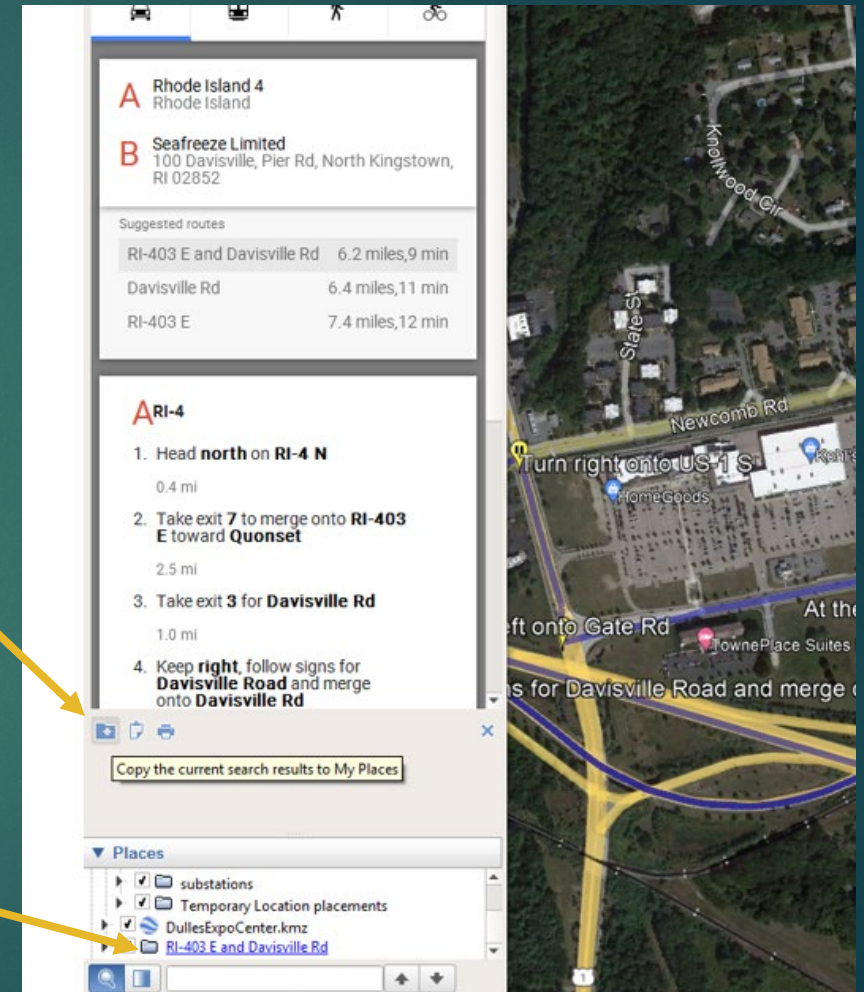 A Rhode Island 4
Rhode Island
B Seafreeze Limited
100 Davisville, Pier Rd, North Kingstown,
RI 02852
Suggested routes
RI-403 E and Davisville Rd 6.2 miles,9 min
Davisville Rd 6.4 miles,11 min
RI-403 E 7.4 miles,12 min
A RI-4
1. Head north on RI-4 N
0.4 mi
2. Take exit 7 to merge onto RI-403
E toward Quonset
2.5 mi
3. Take exit 3 for Davisville Rd
1.0 mi
4. Keep right, follow signs for
Davisville Road and merge
onto Davisville Rd
Copy the current search results to My Places
Places
substations
Temporary Location placements
DullesExpoCenter.kmz
RI-403 E and Davisville Rd
Knollwood Cir
State St
Newcomb Rd
Turn right onto US-1 S
Kohl's
HomeGoods
At the
eft onto Gate Rd
TownePlace Suites
s for Davisville Road and merge
1